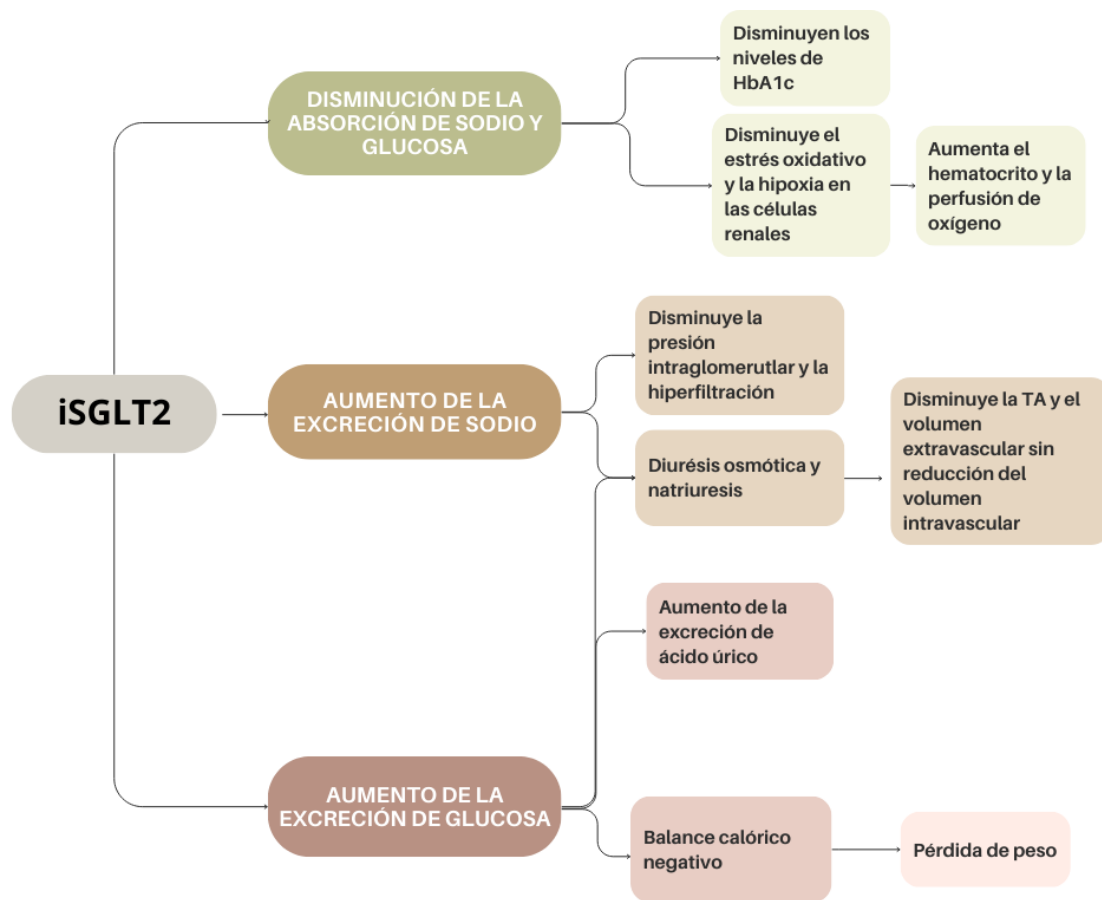 iSGLT2
DISMINUCIÓN DE LA
ABSORCIÓN DE SODIO Y
GLUCOSA
Disminuyen los
niveles de
HbA1c
Disminuye el
estrés oxidativo
y la hipoxia en
las células
renales
Aumenta el
hematocrito y la
perfusión de
oxígeno
AUMENTO DE LA
EXCRECIÓN DE SODIO
Disminuye la
presión
intraglomerutlar y la
hiperfiltración
Diurésis osmótica y
natriuresis
Disminuye la TA y el
volumen
extravascular sin
reducción del
volumen
intravascular
AUMENTO DE LA
EXCRECIÓN DE GLUCOSA
Aumento de la
excreción de
ácido úrico
Balance calórico
negativo
Pérdida de peso